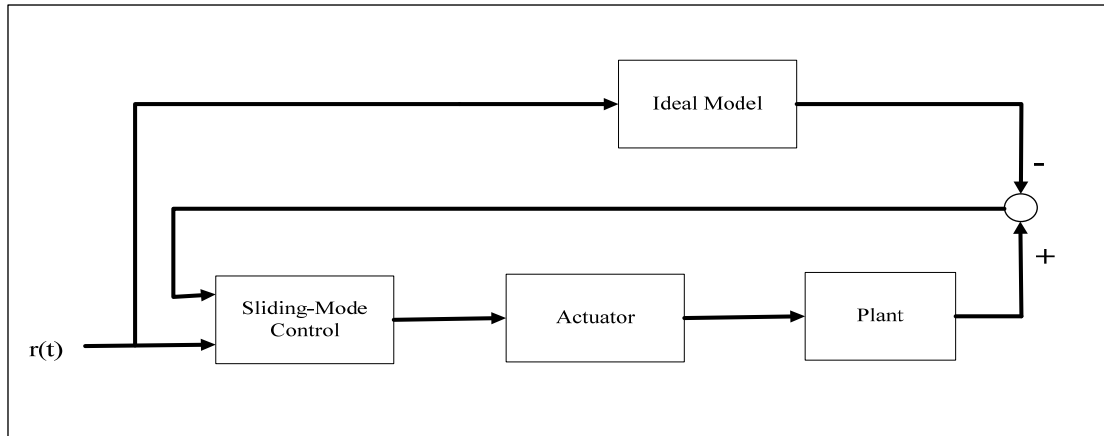 Ideal Model
-
+
Sliding-Mode
Control
Actuator
Plant
r(t)